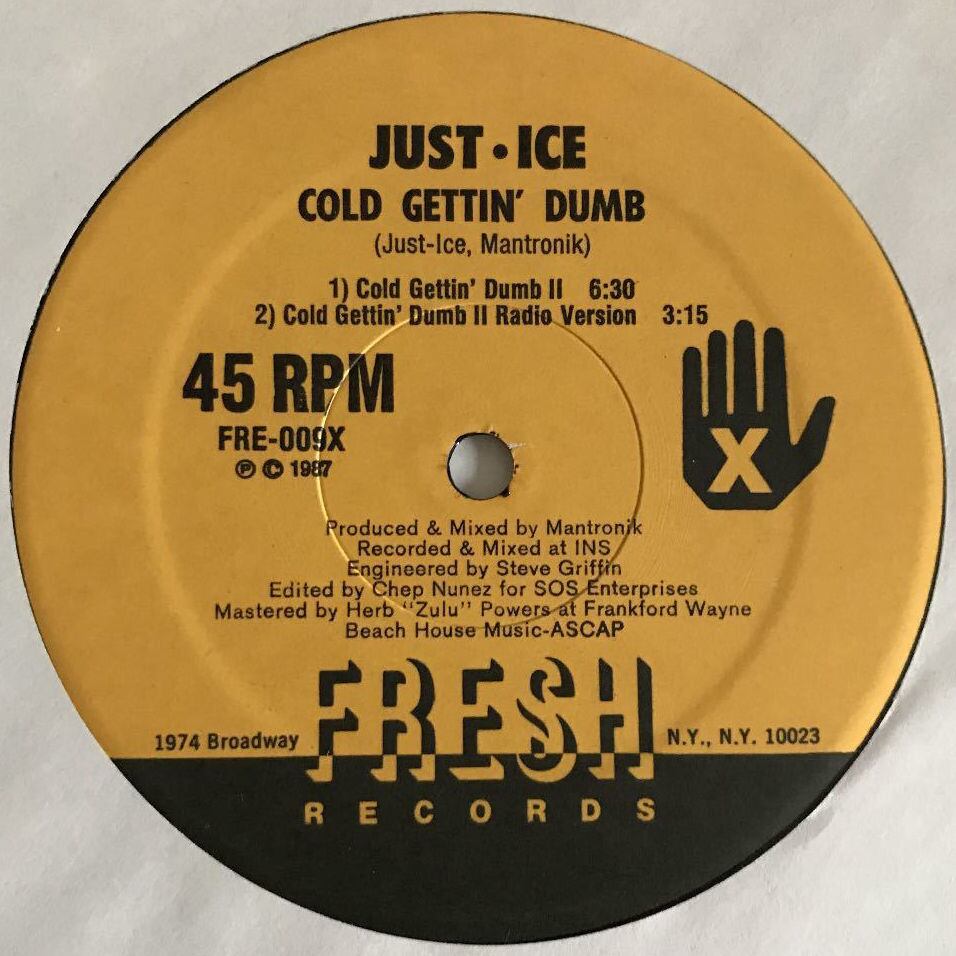 JUST • ICE
COLD GETTIN' DUMB
(Just-Ice, Mantronik)
1) Cold Gettin' Dumb II 6:30
2) Cold Gettin' Dumb II Radio Version 3:15
45 RPM
FRE-009X
℗ © 1987
X
Produced & Mixed by Mantronik
Recorded & Mixed at INS
Engineered by Steve Griffin
Edited by Chep Nunez for SOS Enterprises
Mastered by Herb "Zulu" Powers at Frankford Wayne
Beach House Music-ASCAP
FRESH
1974 Broadway N.Y., N.Y. 10023
RECORDS